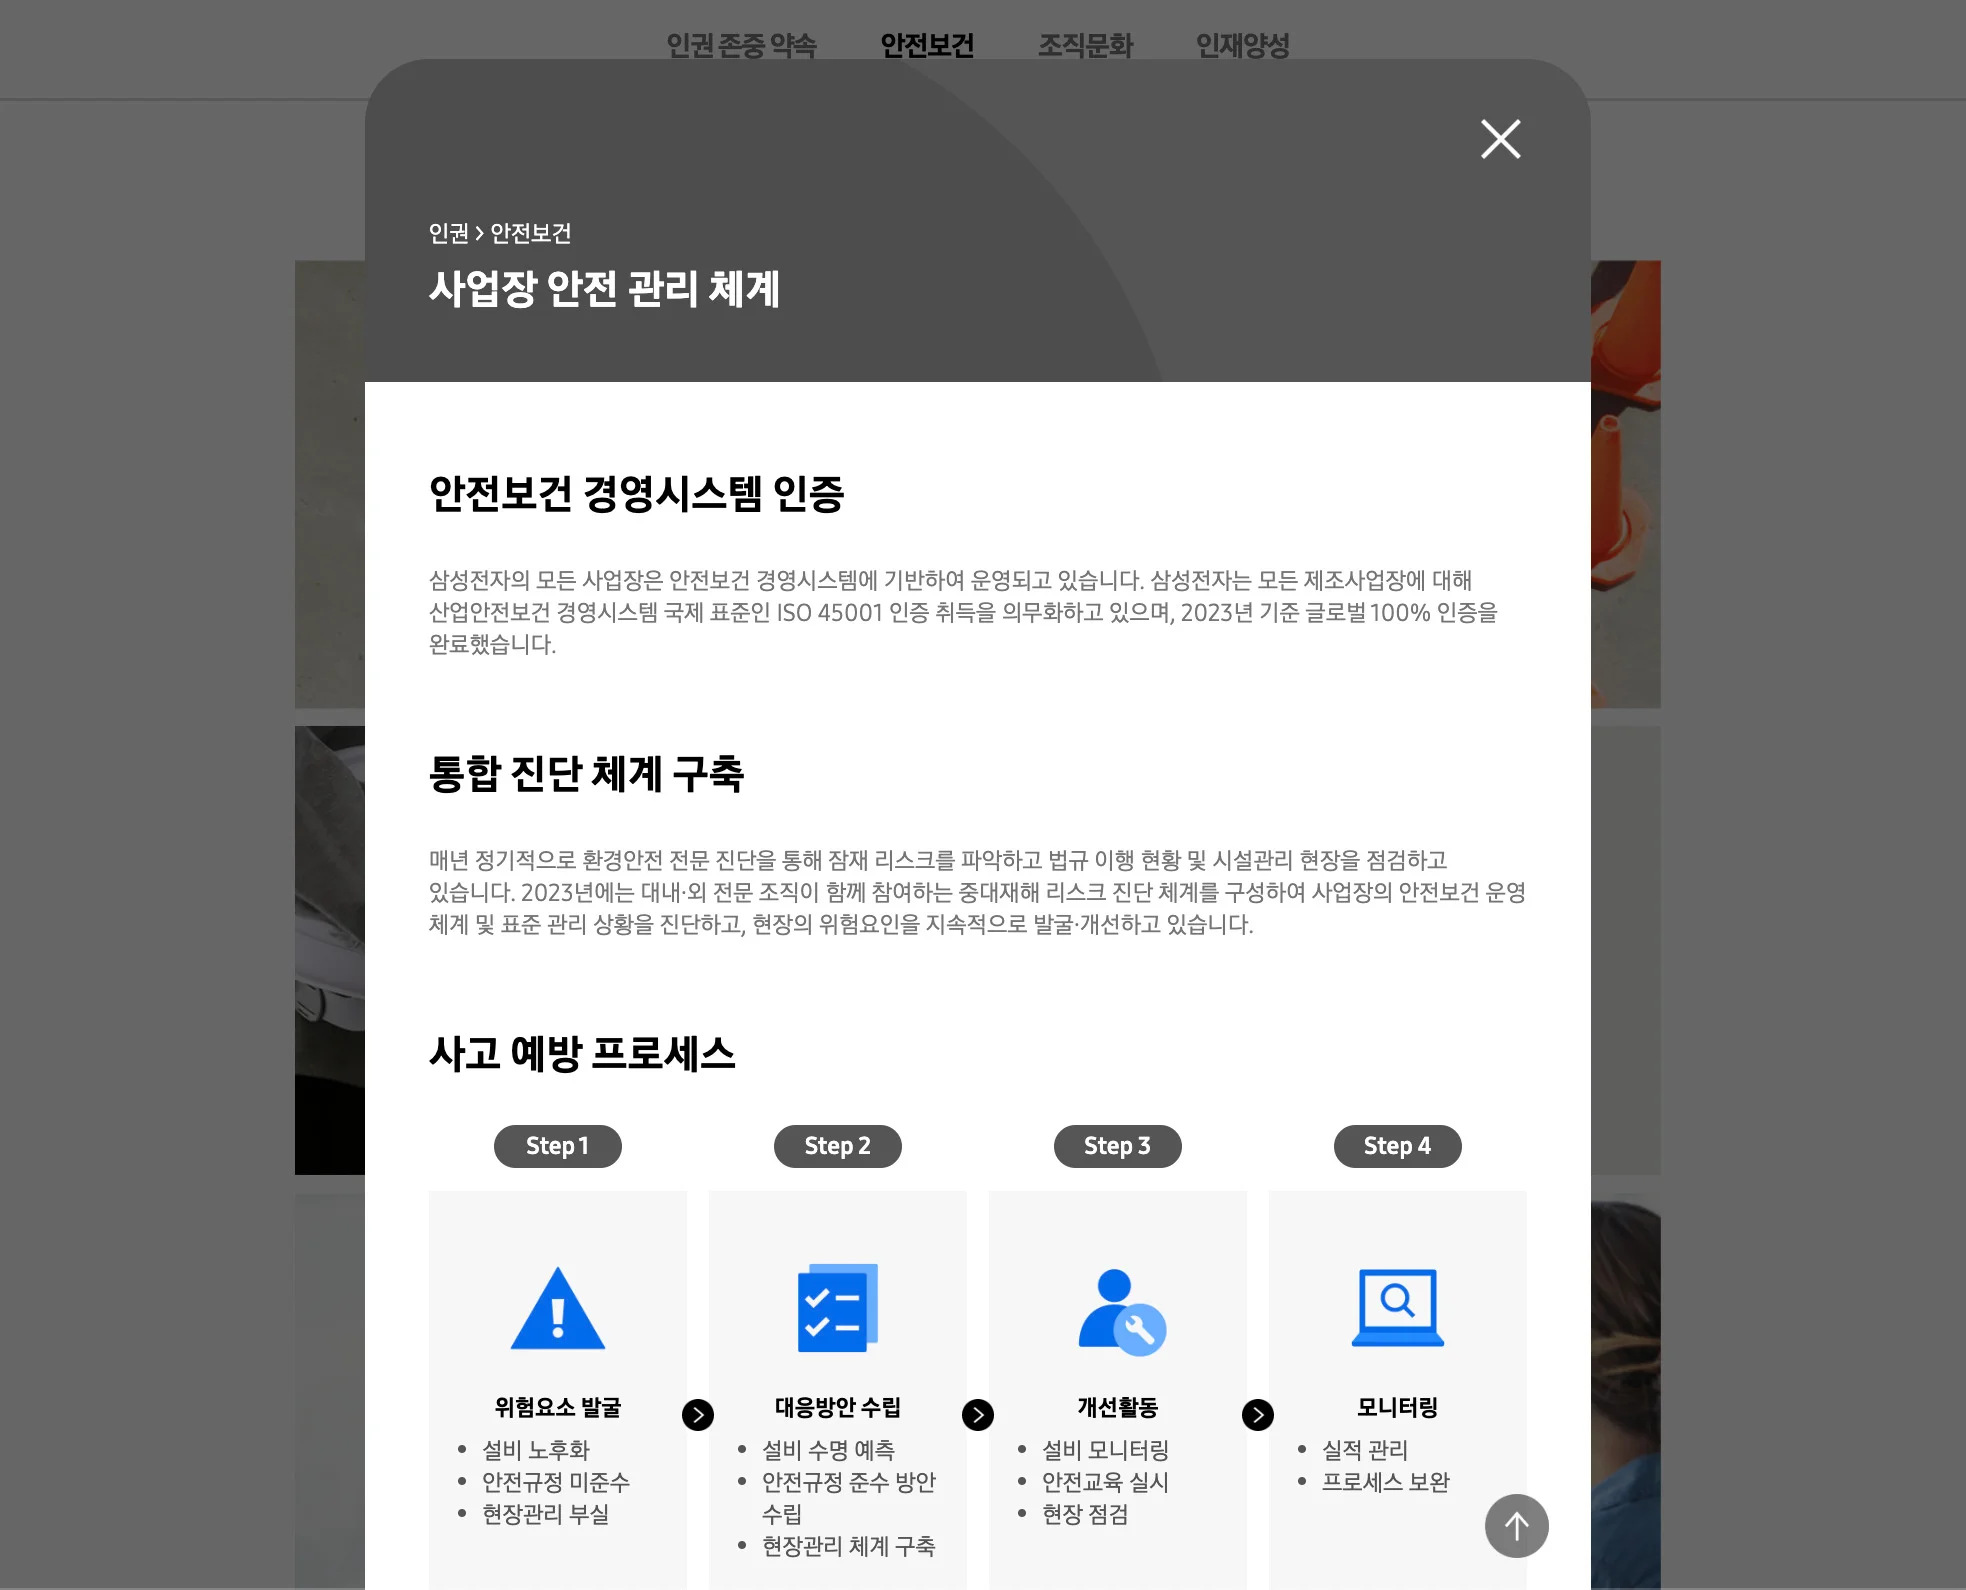 인권 존중 약속 안전보건 조직문화 인재양성
인권 > 안전보건
사업장 안전 관리 체계
안전보건 경영시스템 인증
삼성전자의 모든 사업장은 안전보건 경영시스템에 기반하여 운영되고 있습니다. 삼성전자는 모든 제조사업장에 대해
산업안전보건 경영시스템 국제 표준인 ISO 45001 인증 취득을 의무화하고 있으며, 2023년 기준 글로벌 100% 인증을
완료했습니다.
통합 진단 체계 구축
매년 정기적으로 환경안전 전문 진단을 통해 잠재 리스크를 파악하고 법규 이행 현황 및 시설관리 현장을 점검하고
있습니다. 2023년에는 대내·외 전문 조직이 함께 참여하는 중대재해 리스크 진단 체계를 구성하여 사업장의 안전보건 운영
체계 및 표준 관리 상황을 진단하고, 현장의 위험요인을 지속적으로 발굴·개선하고 있습니다.
사고 예방 프로세스
Step 1
위험요소 발굴
• 설비 노후화
• 안전규정 미준수
• 현장관리 부실
Step 2
대응방안 수립
• 설비 수명 예측
• 안전규정 준수 방안
수립
• 현장관리 체계 구축
Step 3
개선활동
• 설비 모니터링
• 안전교육 실시
• 현장 점검
Step 4
모니터링
• 실적 관리
• 프로세스 보완